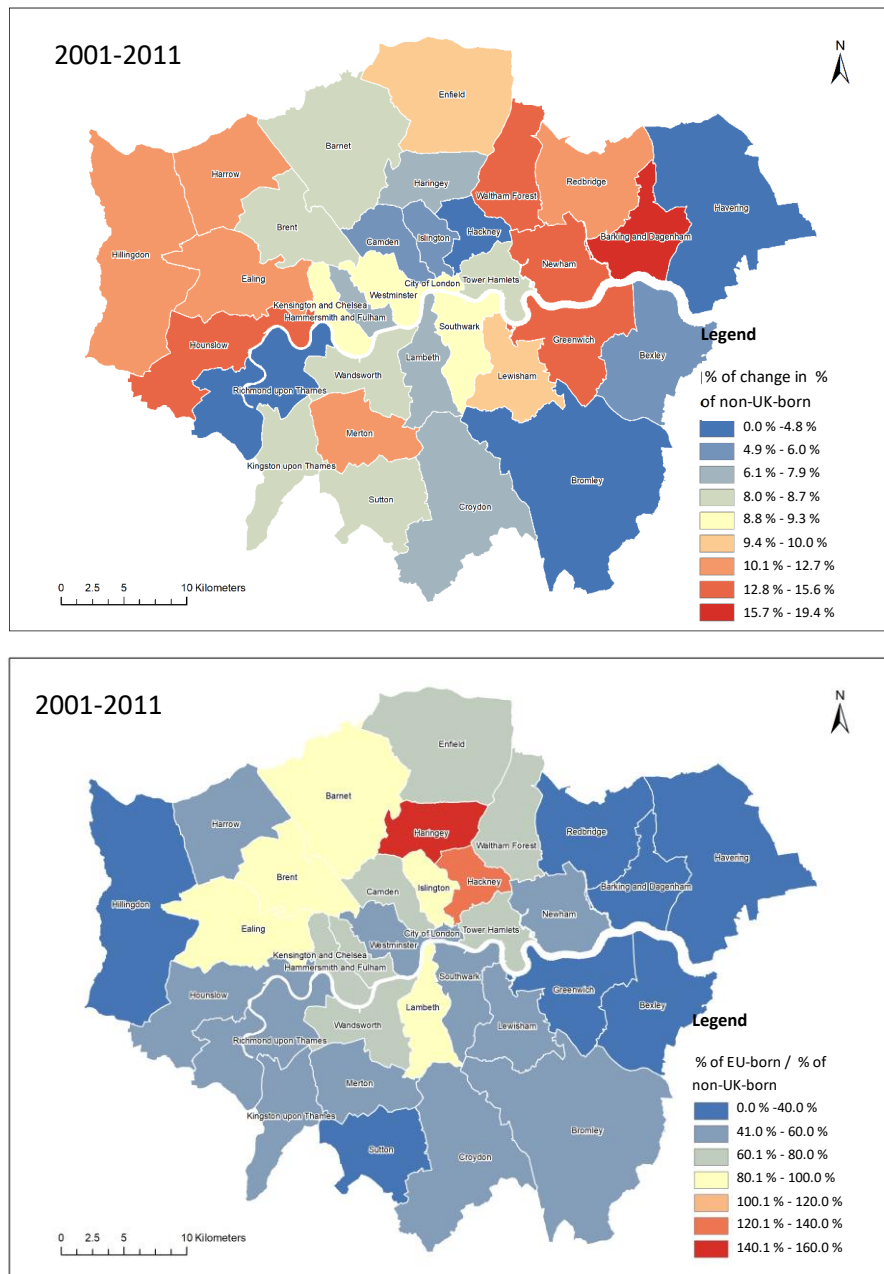 2001-2011
N
Enfield
Barnet
Harrow
Haringey
Waltham Forest
Redbridge
Havering
Brent
Camden
Islington
Hackney
Barking and Dagenham
Hillingdon
Ealing
Newham
Tower Hamlets
City of London
Westminster
Kensington and Chelsea
Hammersmith and Fulham
Southwark
Hounslow
Greenwich
Lambeth
Bexley
Richmond upon Thames
Wandsworth
Lewisham
Merton
Kingston upon Thames
Bromley
Sutton
Croydon
Legend
% of change in %
of non-UK-born
0.0 % -4.8 %
4.9 % - 6.0 %
6.1 % - 7.9 %
8.0 % - 8.7 %
8.8 % - 9.3 %
9.4 % - 10.0 %
10.1 % - 12.7 %
12.8 % - 15.6 %
15.7 % - 19.4 %
0 2.5 5 10 Kilometers
2001-2011
N
Enfield
Barnet
Harrow
Haringey
Waltham Forest
Redbridge
Havering
Brent
Camden
Islington
Hackney
Barking and Dagenham
Hillingdon
Ealing
Newham
Tower Hamlets
City of London
Westminster
Kensington and Chelsea
Hammersmith and Fulham
Southwark
Hounslow
Greenwich
Bexley
Lambeth
Richmond upon Thames
Wandsworth
Lewisham
Merton
Kingston upon Thames
Bromley
Sutton
Croydon
Legend
% of EU-born / % of
non-UK-born
0.0 % -40.0 %
41.0 % - 60.0 %
60.1 % - 80.0 %
80.1 % - 100.0 %
100.1 % - 120.0 %
120.1 % - 140.0 %
140.1 % - 160.0 %
0 2.5 5 10 Kilometers